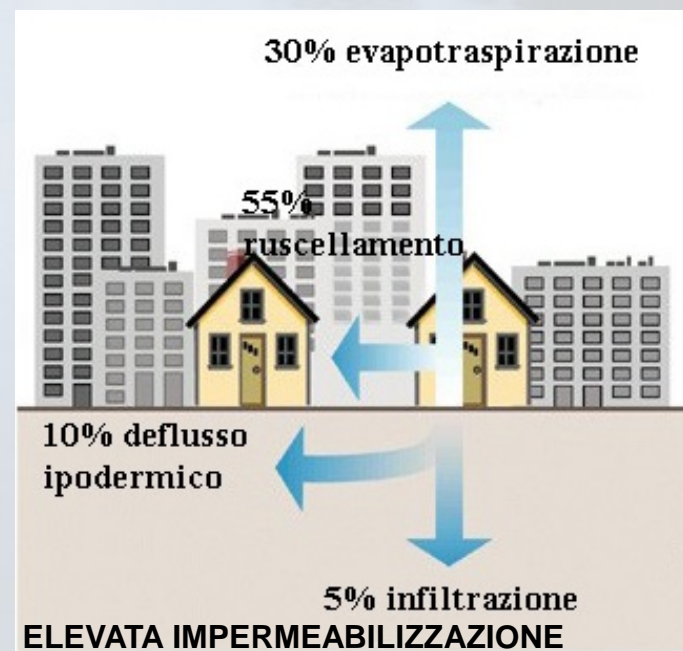 30% evapotraspirazione
55%
ruscellamento
10% deflusso
ipodermico
5% infiltrazione
ELEVATA IMPERMEABILIZZAZIONE